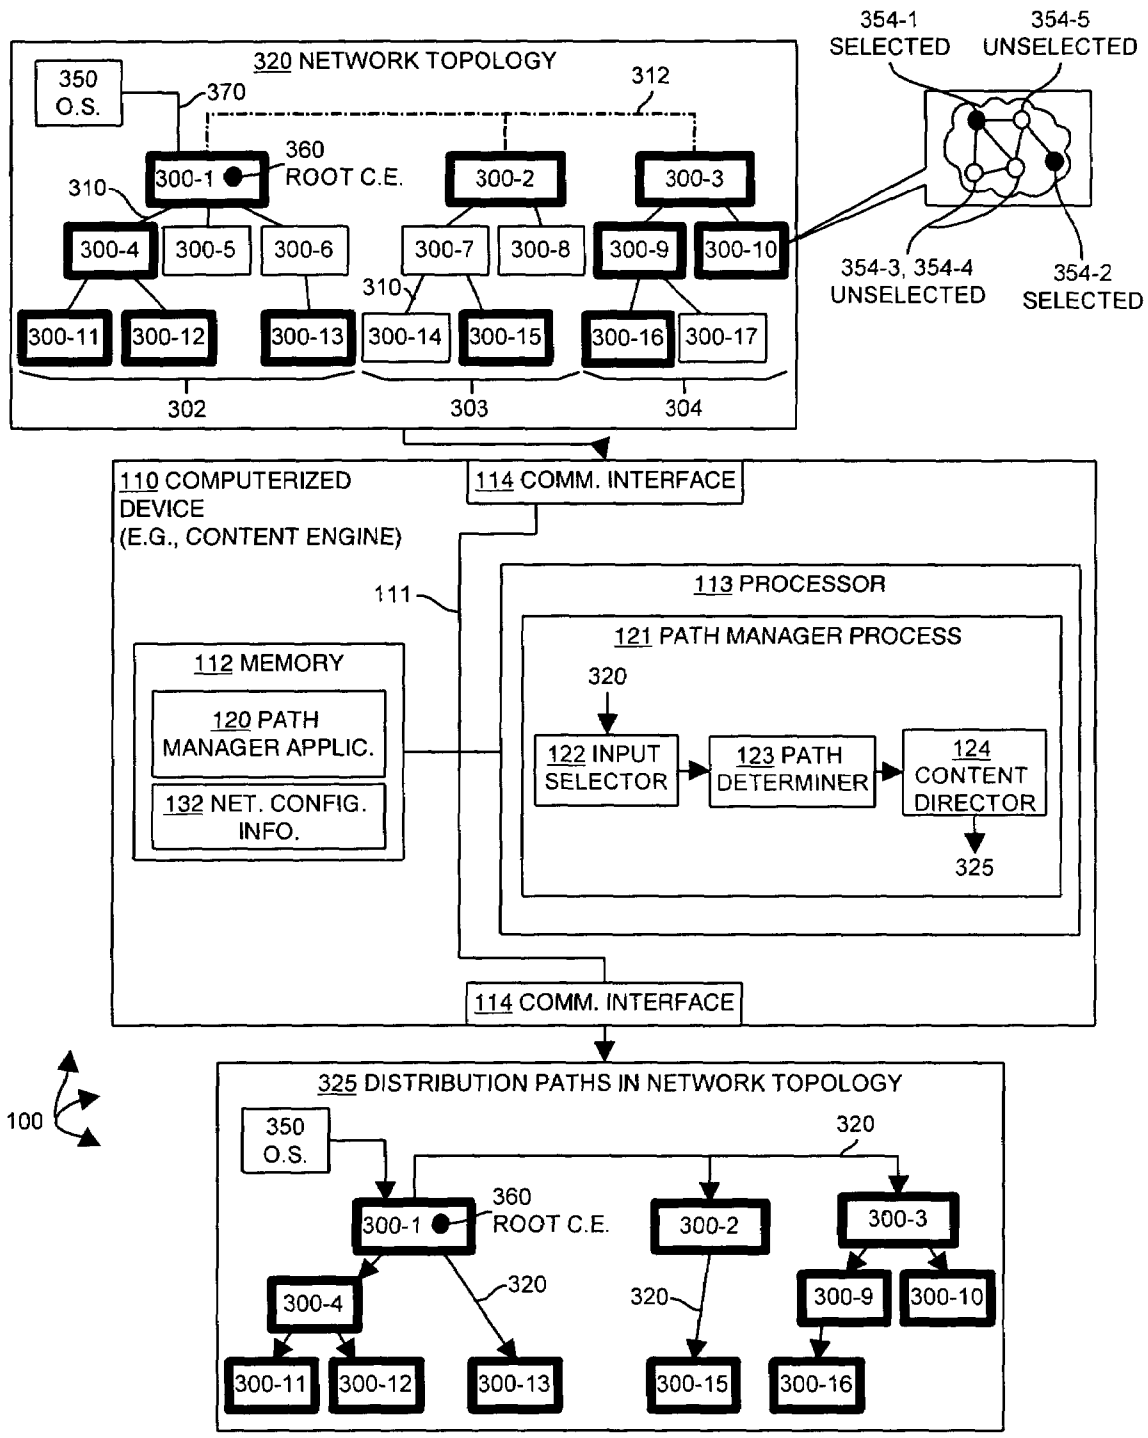 354-1
SELECTED
354-5
UNSELECTED
320 NETWORK TOPOLOGY
350
O.S.
370
312
300-1
360
ROOT C.E.
300-2
300-3
310
300-4
300-5
300-6
300-7
300-8
300-9
300-10
354-3, 354-4
UNSELECTED
354-2
SELECTED
310
300-11
300-12
300-13
300-14
300-15
300-16
300-17
302
303
304
110 COMPUTERIZED
DEVICE
(E.G., CONTENT ENGINE)
114 COMM. INTERFACE
111
113 PROCESSOR
121 PATH MANAGER PROCESS
112 MEMORY
120 PATH
MANAGER APPLIC.
132 NET. CONFIG.
INFO.
320
122 INPUT
SELECTOR
123 PATH
DETERMINER
124
CONTENT
DIRECTOR
325
114 COMM. INTERFACE
100
325 DISTRIBUTION PATHS IN NETWORK TOPOLOGY
350
O.S.
320
300-1
360
ROOT C.E.
300-2
300-3
300-4
320
320
300-9
300-10
300-11
300-12
300-13
300-15
300-16